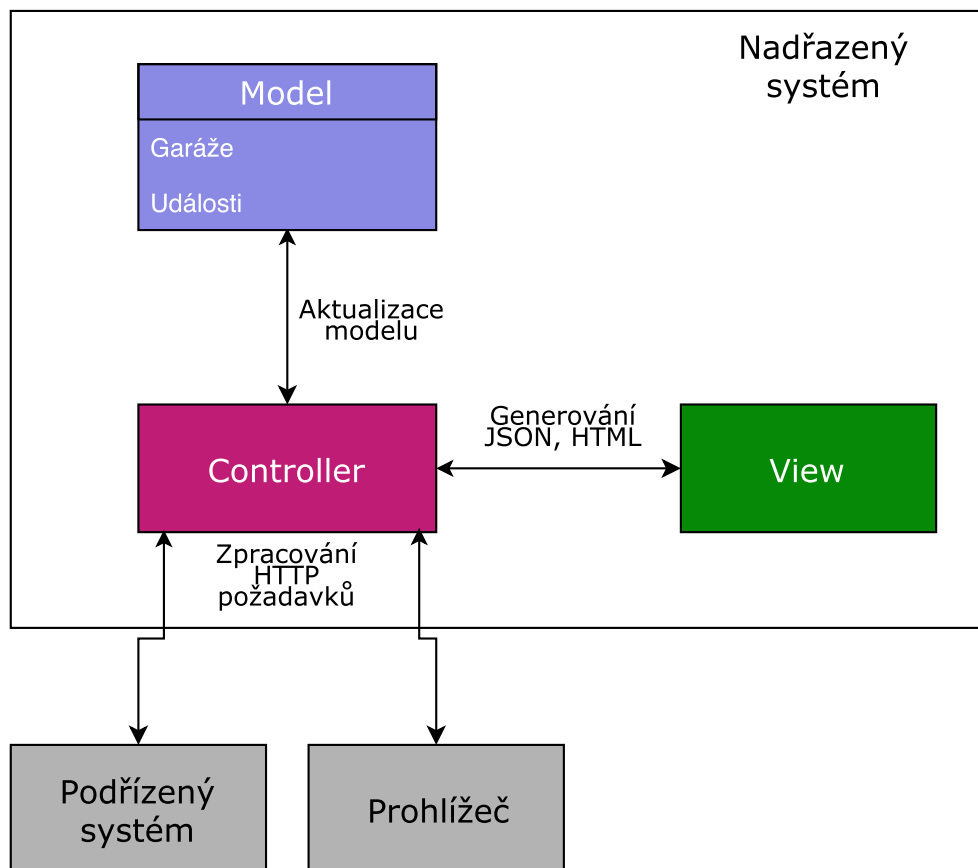 Nadřazený
systém
Model
Garáže
Události
Aktualizace
modelu
Generování
JSON, HTML
Controller
View
Zpracování
HTTP
požadavků
Podřízený
systém
Prohlížeč